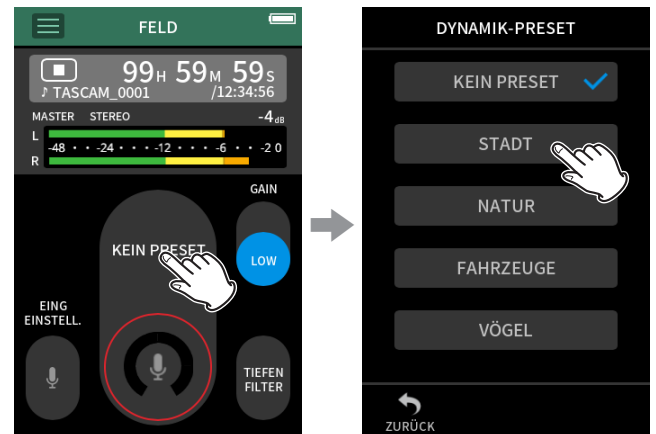 FELD
99H 59M 59S
♪ TASCAM_0001 /12:34:56
MASTER STEREO -4dB
L
-48 · · -24 · · · -12 · · · -6 · · -2 0
R
GAIN
KEIN PRESET
LOW
EING
EINSTELL.
TIEFEN
FILTER
DYNAMIK-PRESET
KEIN PRESET
STADT
NATUR
FAHRZEUGE
VÖGEL
ZURÜCK